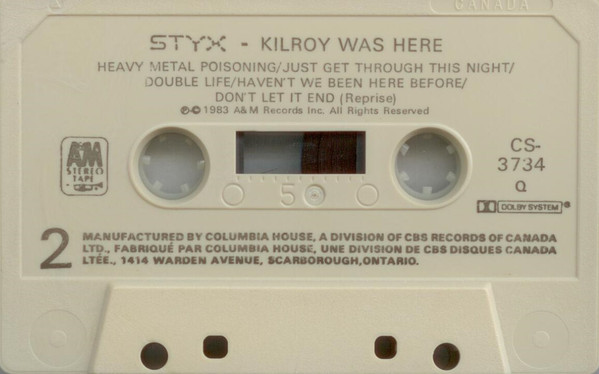 CANADA
STYX - KILROY WAS HERE
HEAVY METAL POISONING/JUST GET THROUGH THIS NIGHT/
DOUBLE LIFE/HAVEN'T WE BEEN HERE BEFORE/
DON'T LET IT END (Reprise)
℗© 1983 A&M Records Inc. All Rights Reserved
A&M
STEREO
TAPE
CS-
3734
Q
5
DOLBY SYSTEM®
2
MANUFACTURED BY COLUMBIA HOUSE, A DIVISION OF CBS RECORDS OF CANADA
LTD., FABRIQUÉ PAR COLUMBIA HOUSE, UNE DIVISION DE CBS DISQUES CANADA
LTÉE., 1414 WARDEN AVENUE, SCARBOROUGH,ONTARIO.